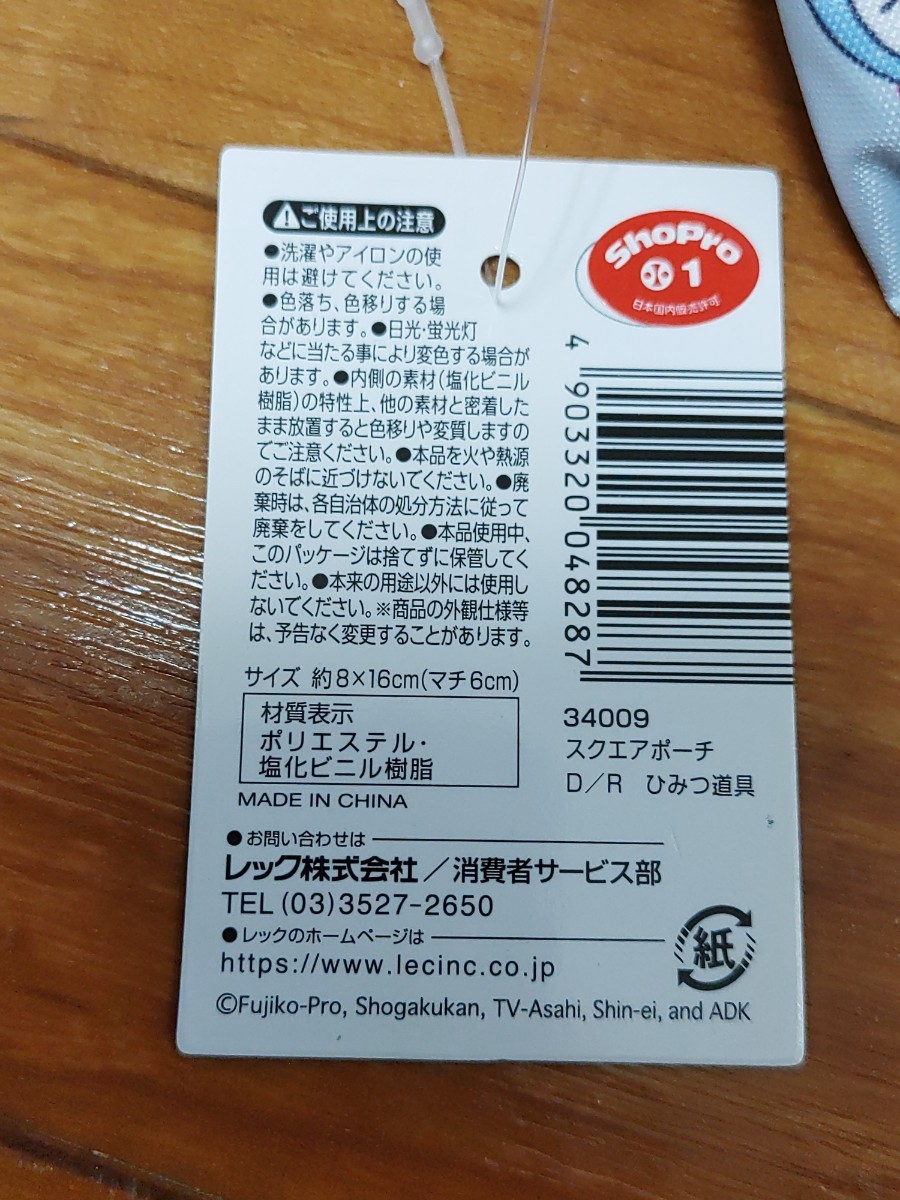 ⚠ご使用上の注意
●洗濯やアイロンの使
用は避けてください。
●色落ち、色移りする場
合があります。●日光・蛍光灯
などに当たる事により変色する場合が
あります。●内側の素材(塩化ビニル
樹脂)の特性上、他の素材と密着した
まま放置すると色移りや変質しますの
でご注意ください。●本品を火や熱源
のそばに近づけないでください。●廃
棄時は、各自治体の処分方法に従って
廃棄をしてください。●本品使用中、
このパッケージは捨てずに保管してく
ださい。●本来の用途以外には使用し
ないでください。※商品の外観仕様等
は、予告なく変更することがあります。
サイズ 約8×16cm(マチ6cm)
材質表示
ポリエステル・
塩化ビニル樹脂
MADE IN CHINA
ShoPro
1
日本国内販売許可
4 903320 048287
34009
スクエアポーチ
D/R ひみつ道具
●お問い合わせは
レック株式会社/消費者サービス部
TEL (03)3527-2650
●レックのホームページは
https://www.lecinc.co.jp
紙
©Fujiko-Pro, Shogakukan, TV-Asahi, Shin-ei, and ADK